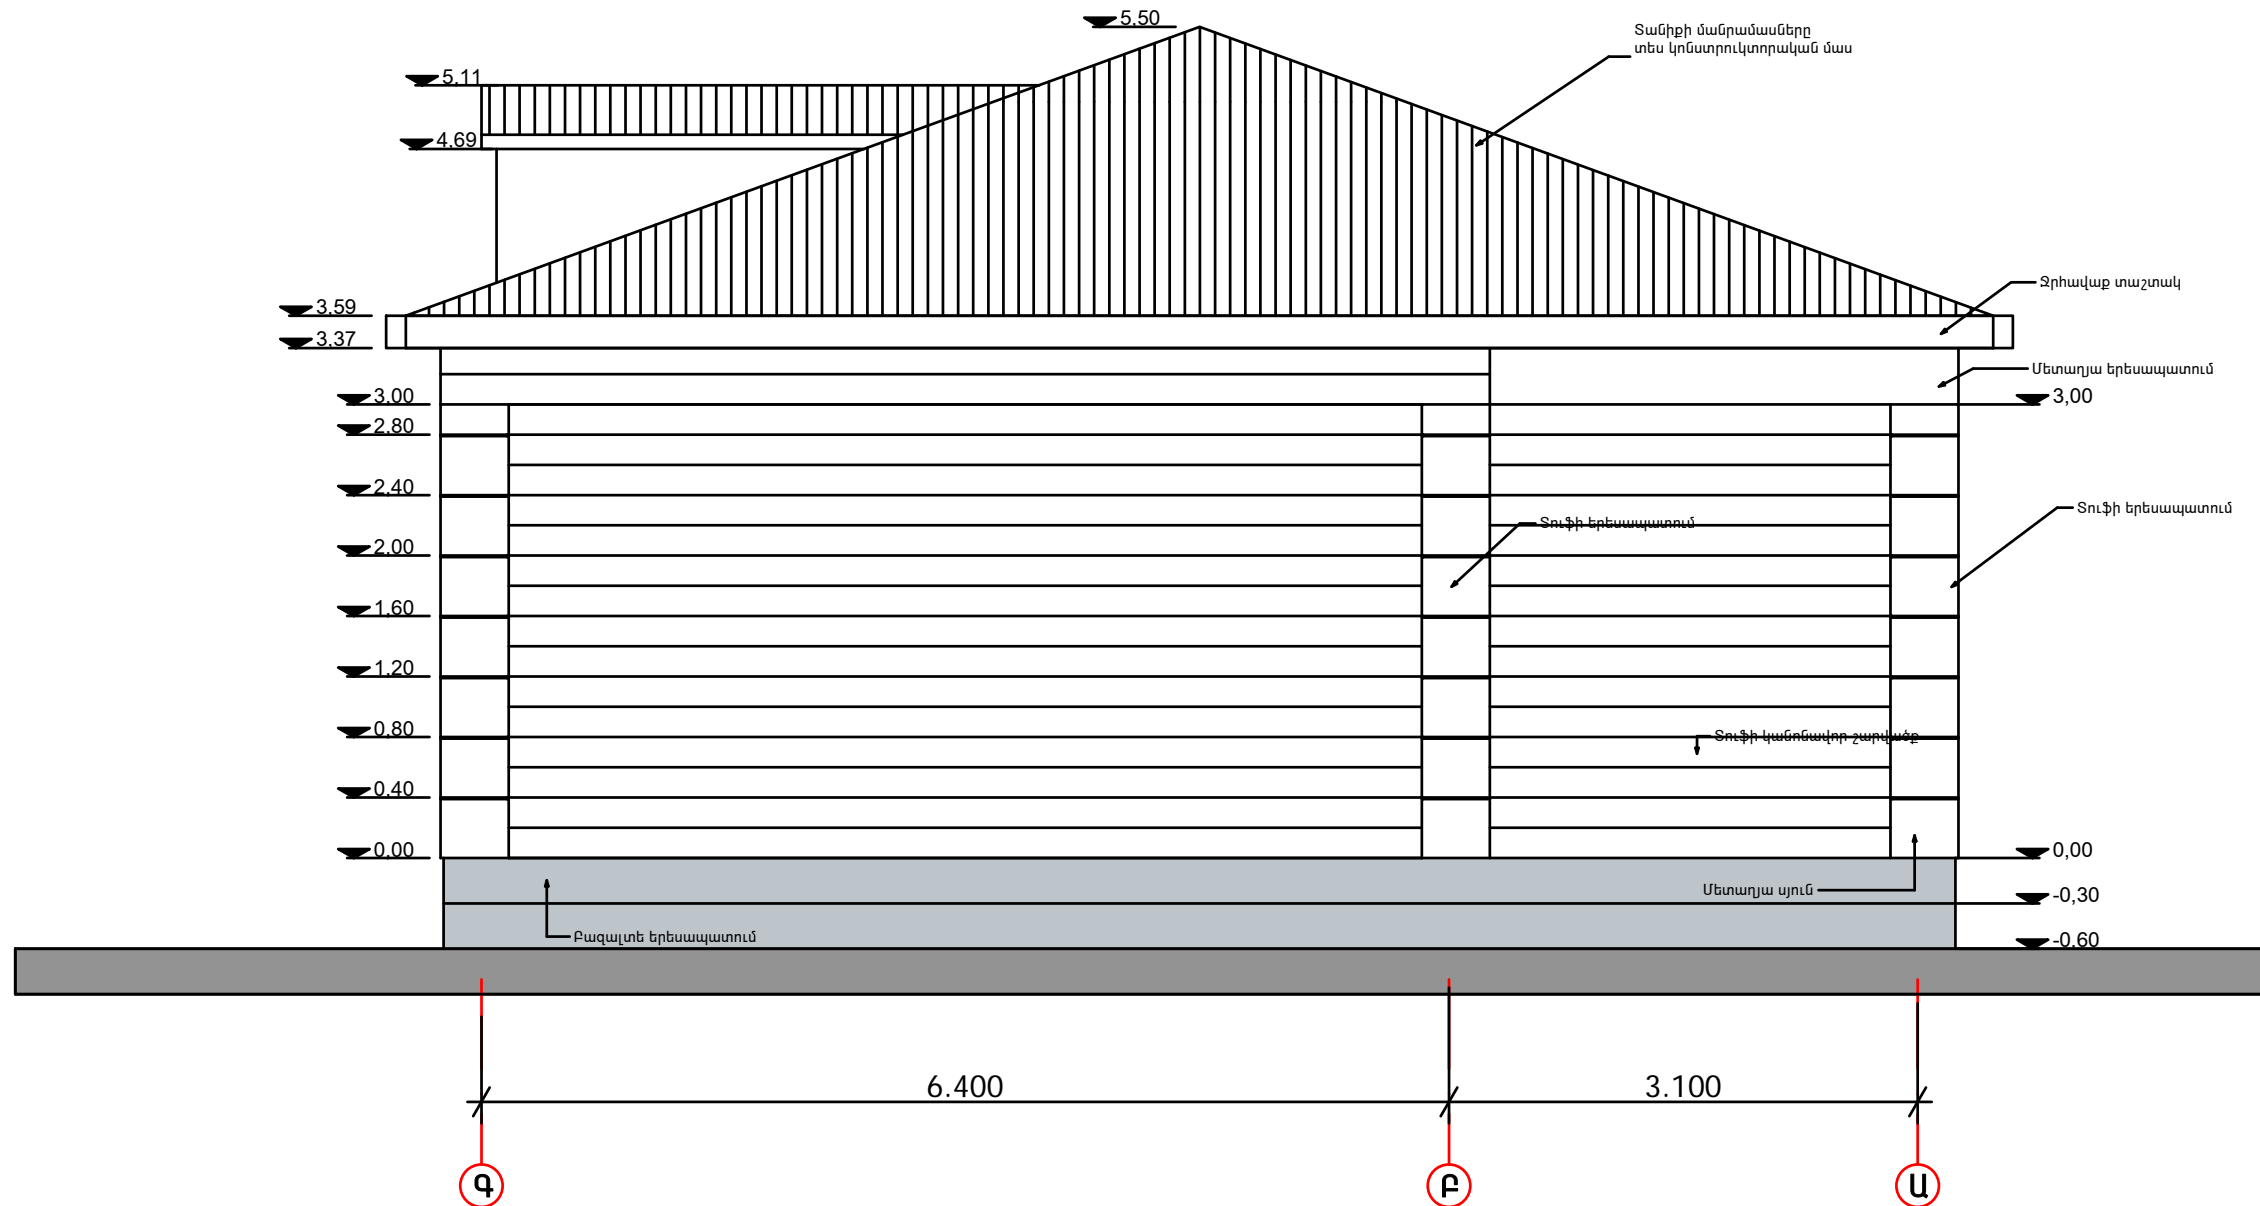 5,50
Տանիքի մանրամասները
տես կոնստրուկտորական մաս
5,11
4,69
Ջրհավաք տաշտակ
3,59
3,37
Մետաղյա երեսապատում
3,00
3,00
2,80
2,40
Տուֆի երեսապատում
Տուֆի երեսապատում
2,00
1,60
1,20
0,80
Տուֆի կանոնավոր շարվածք
0,40
0,00
0,00
Մետաղյա սյուն
-0,30
Բազալտե երեսապատում
-0,60
6.400
3.100
Գ
Բ
Ա